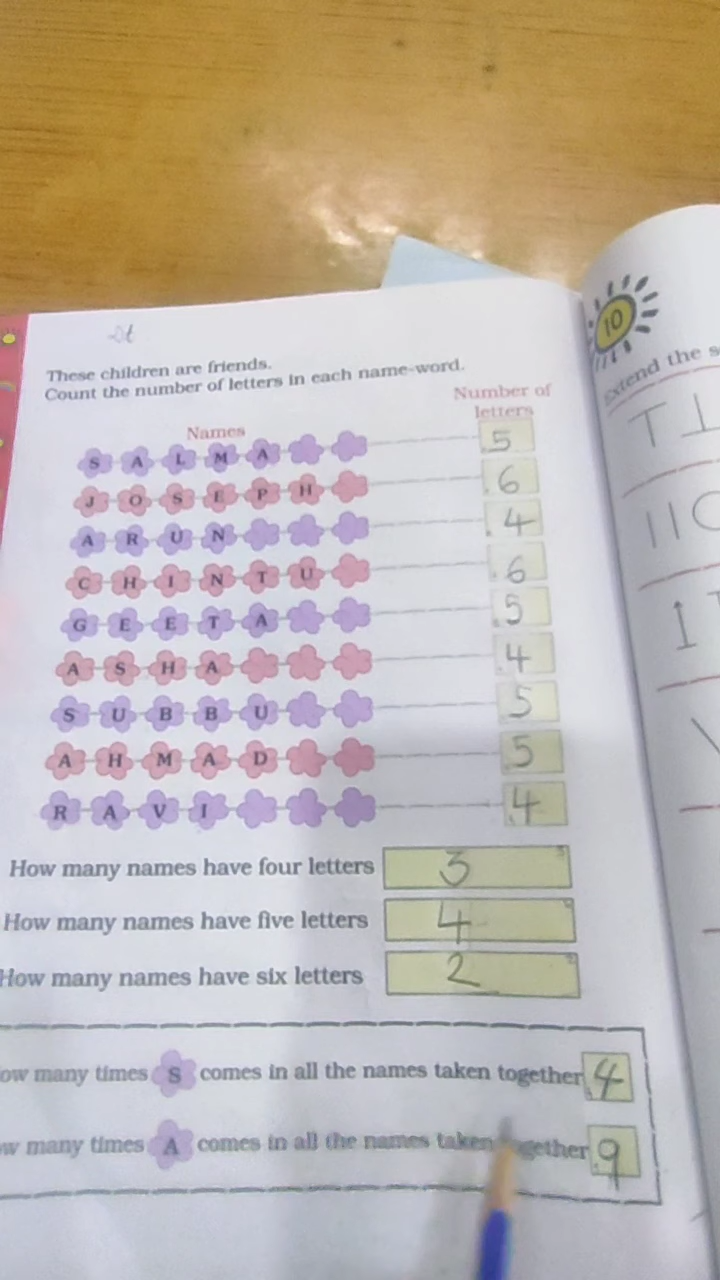 10
These children are friends.
Count the number of letters in each name-word.
Names
Number of letters
S A L M A 5
J O S E P H 6
A R U N 4
C H I N T U 6
G E E T A 5
A S H A 4
S U B B U 5
A H M A D 5
R A V I 4
How many names have four letters 3
How many names have five letters 4
How many names have six letters 2
ow many times S comes in all the names taken together 4
w many times A comes in all the names taken together 9
Extend the s